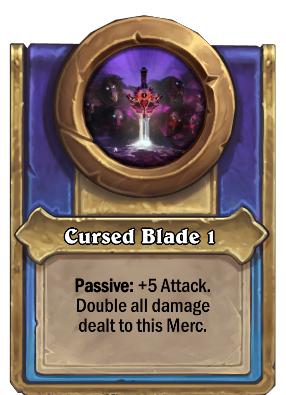 Cursed Blade 1
Passive: +5 Attack.
Double all damage
dealt to this Merc.